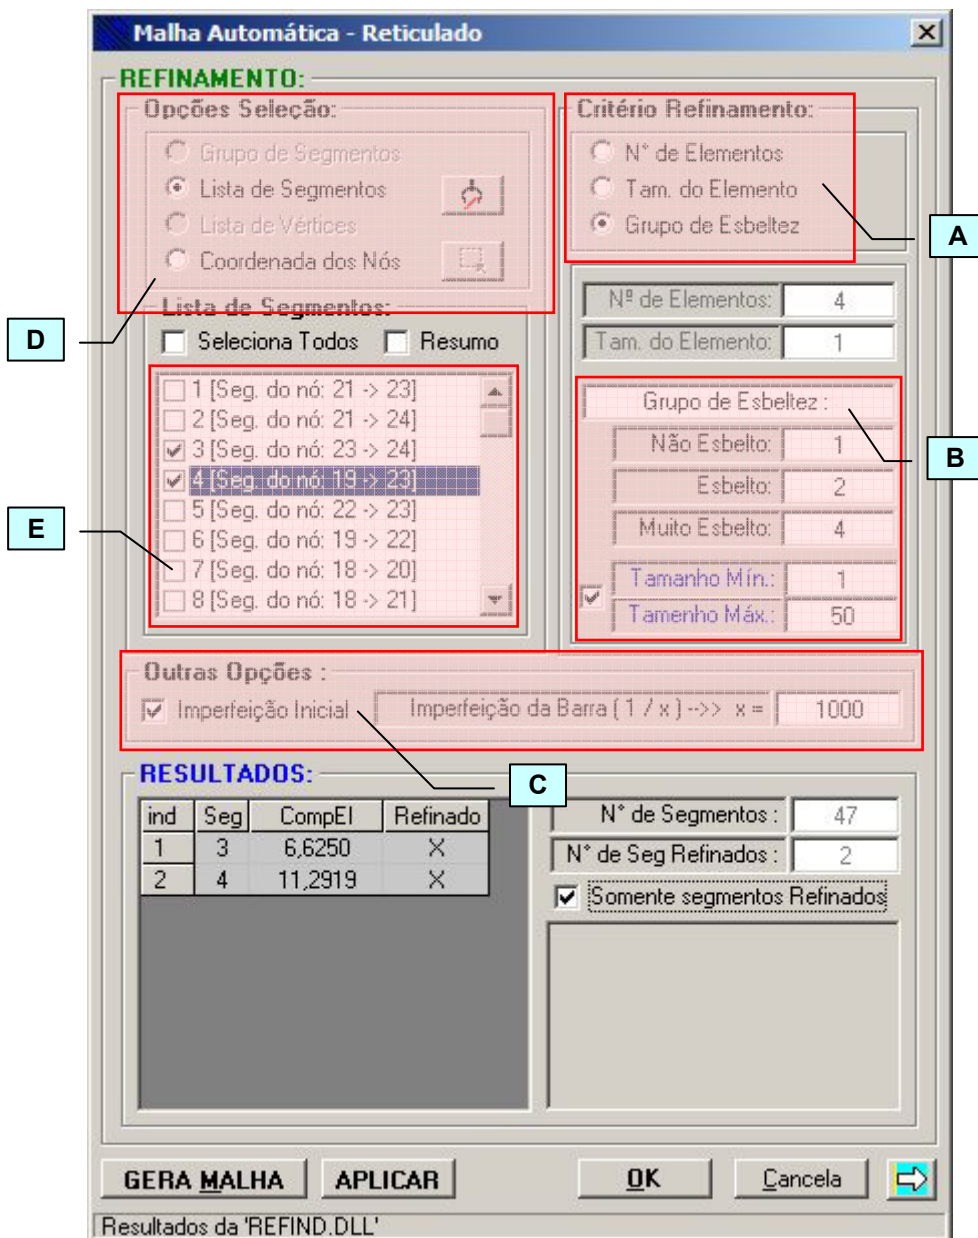 Malha Automática - Reticulado
REFINAMENTO:
Opções Seleção:
Grupo de Segmentos
Lista de Segmentos
Lista de Vértices
Coordenada dos Nós
Critério Refinamento:
N° de Elementos
Tam. do Elemento
Grupo de Esbeltez
A
D
Lista de Segmentos:
Seleciona Todos
Resumo
1 [Seg. do nó: 21 -> 23]
2 [Seg. do nó: 21 -> 24]
3 [Seg. do nó: 23 -> 24]
4 [Seg. do nó: 19 -> 23]
5 [Seg. do nó: 22 -> 23]
6 [Seg. do nó: 19 -> 22]
7 [Seg. do nó: 18 -> 20]
8 [Seg. do nó: 18 -> 21]
E
Nº de Elementos: 4
Tam. do Elemento: 1
Grupo de Esbeltez :
Não Esbelto: 1
Esbelto: 2
Muito Esbelto: 4
Tamanho Mín.: 1
Tamenho Máx.: 50
B
Outras Opções :
Imperfeição Inicial
Imperfeição da Barra ( 1 / x ) -->> x = 1000
C
RESULTADOS:
ind Seg CompEl Refinado
1 3 6,6250 X
2 4 11,2919 X
N° de Segmentos : 47
N° de Seg Refinados : 2
Somente segmentos Refinados
GERA MALHA
APLICAR
OK
Cancela
Resultados da 'REFIND.DLL'